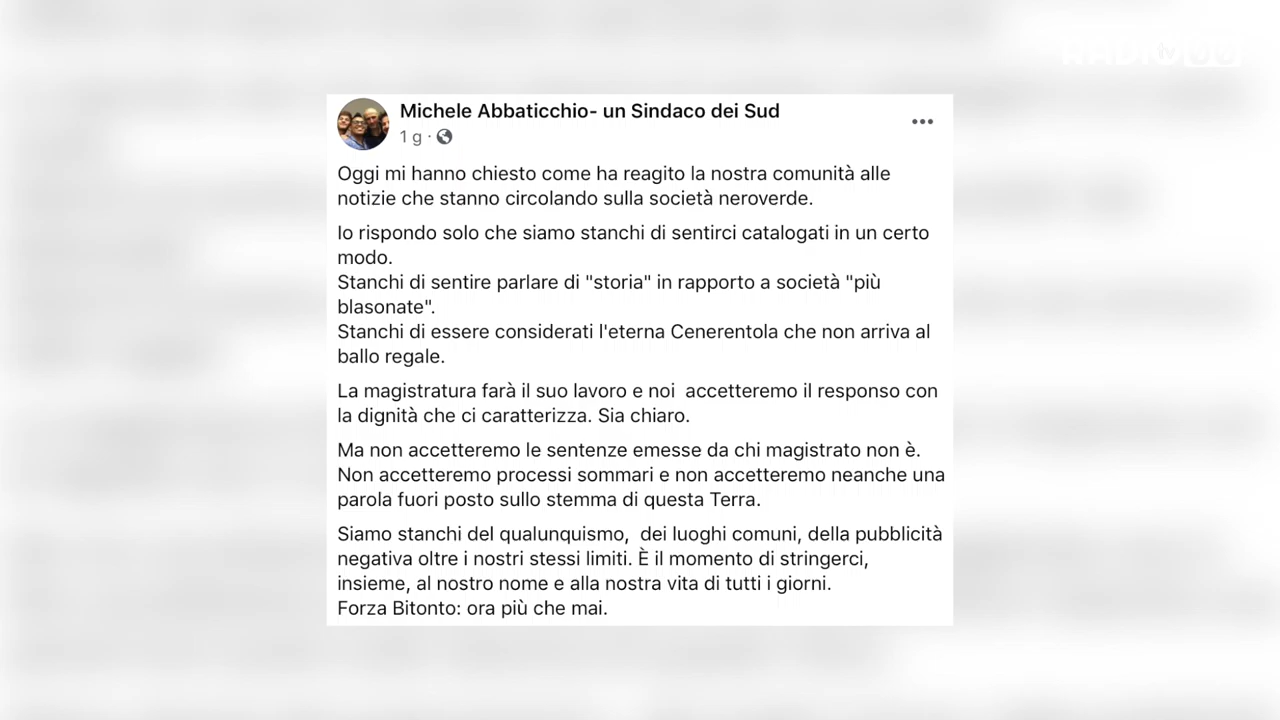 RADIO tv
Michele Abbaticchio- un Sindaco dei Sud
1 g ·
Oggi mi hanno chiesto come ha reagito la nostra comunità alle
notizie che stanno circolando sulla società neroverde.
Io rispondo solo che siamo stanchi di sentirci catalogati in un certo
modo.
Stanchi di sentire parlare di "storia" in rapporto a società "più
blasonate".
Stanchi di essere considerati l'eterna Cenerentola che non arriva al
ballo regale.
La magistratura farà il suo lavoro e noi  accetteremo il responso con
la dignità che ci caratterizza. Sia chiaro.
Ma non accetteremo le sentenze emesse da chi magistrato non è.
Non accetteremo processi sommari e non accetteremo neanche una
parola fuori posto sullo stemma di questa Terra.
Siamo stanchi del qualunquismo,  dei luoghi comuni, della pubblicità
negativa oltre i nostri stessi limiti. È il momento di stringerci,
insieme, al nostro nome e alla nostra vita di tutti i giorni.
Forza Bitonto: ora più che mai.